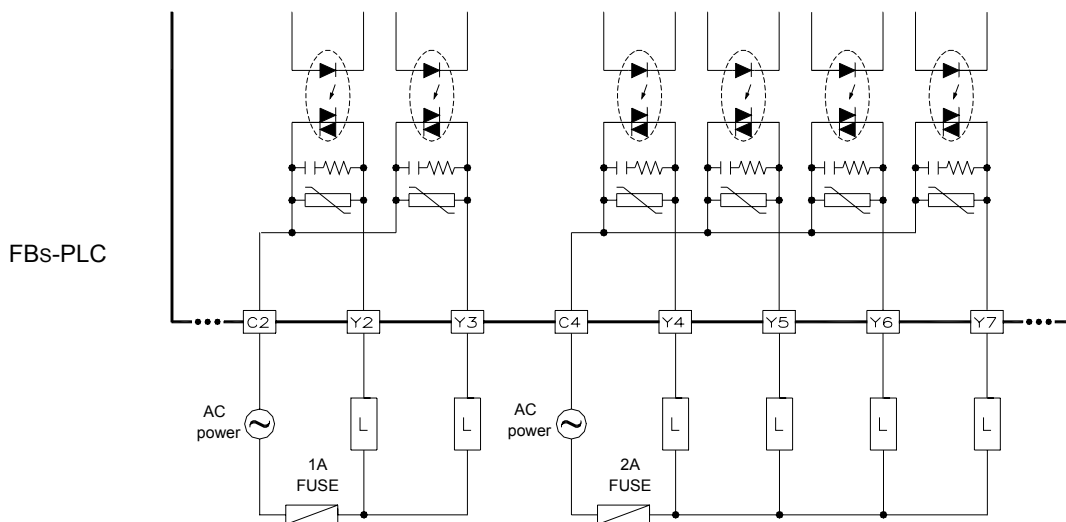 FBs-PLC
C2
Y2
Y3
C4
Y4
Y5
Y6
Y7
AC
power
L
L
AC
power
L
L
L
L
1A
FUSE
2A
FUSE